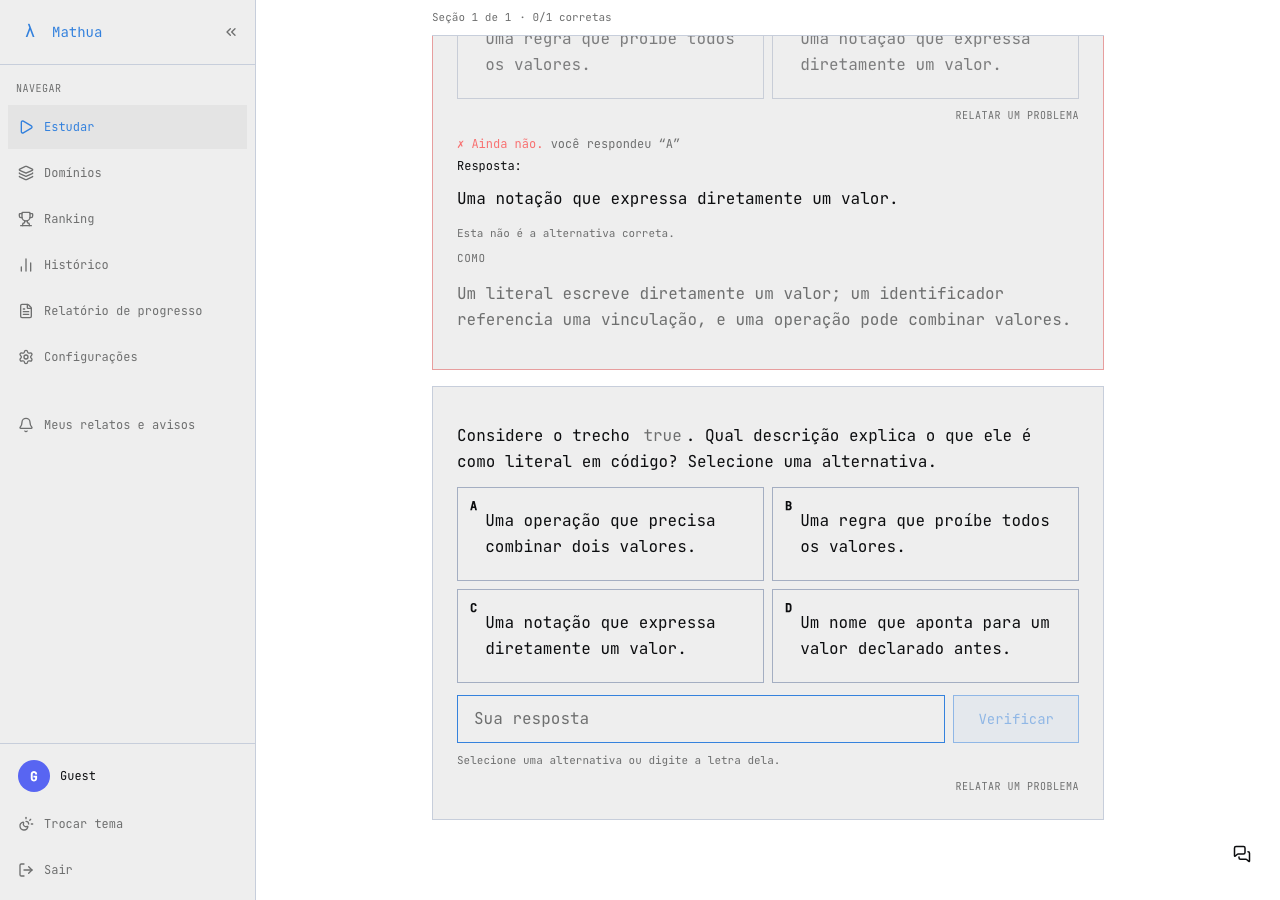 λ Mathua
NAVEGAR
Estudar
Domínios
Ranking
Histórico
Relatório de progresso
Configurações
Meus relatos e avisos
G Guest
Trocar tema
Sair
Seção 1 de 1 · 0/1 corretas
Uma regra que proíbe todos
os valores.
Uma notação que expressa
diretamente um valor.
RELATAR UM PROBLEMA
✗ Ainda não. você respondeu “A”
Resposta:
Uma notação que expressa diretamente um valor.
Esta não é a alternativa correta.
COMO
Um literal escreve diretamente um valor; um identificador
referencia uma vinculação, e uma operação pode combinar valores.
Considere o trecho true. Qual descrição explica o que ele é
como literal em código? Selecione uma alternativa.
A
Uma operação que precisa
combinar dois valores.
B
Uma regra que proíbe todos
os valores.
C
Uma notação que expressa
diretamente um valor.
D
Um nome que aponta para um
valor declarado antes.
Sua resposta
Verificar
Selecione uma alternativa ou digite a letra dela.
RELATAR UM PROBLEMA